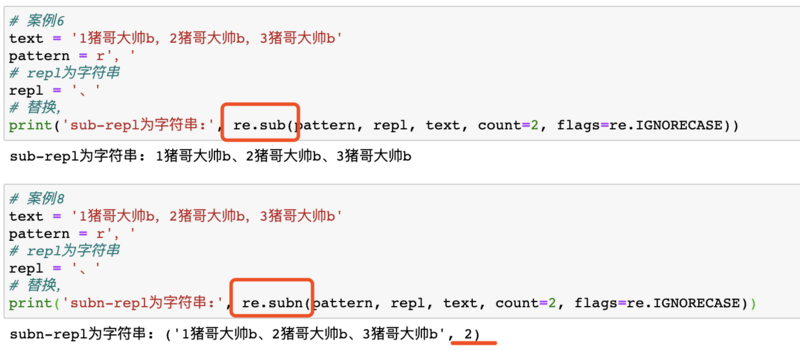 # 案例6
text = '1猪哥大帅b，2猪哥大帅b，3猪哥大帅b'
pattern = r'，'
# repl为字符串
repl = '、'
# 替换，
print('sub-repl为字符串:', re.sub(pattern, repl, text, count=2, flags=re.IGNORECASE))
sub-repl为字符串: 1猪哥大帅b、2猪哥大帅b、3猪哥大帅b
# 案例8
text = '1猪哥大帅b，2猪哥大帅b，3猪哥大帅b'
pattern = r'，'
# repl为字符串
repl = '、'
# 替换，
print('subn-repl为字符串:', re.subn(pattern, repl, text, count=2, flags=re.IGNORECASE))
subn-repl为字符串: ('1猪哥大帅b、2猪哥大帅b、3猪哥大帅b', 2)